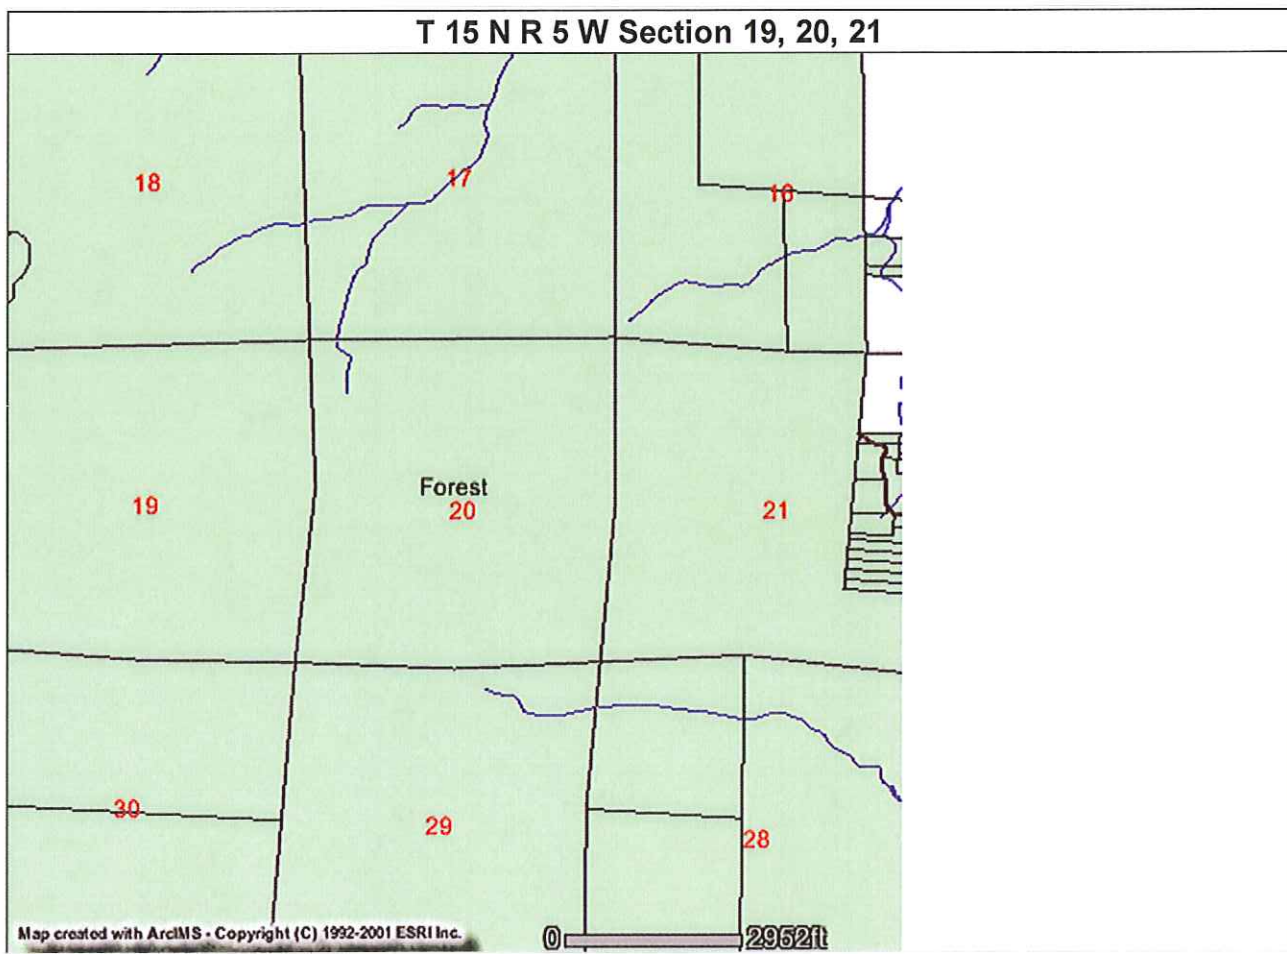 T 15 N R 5 W Section 19, 20, 21
18
17
16
19
Forest
20
21
30
29
28
Map created with ArcIMS - Copyright (C) 1992-2001 ESRI Inc.
0
2952ft